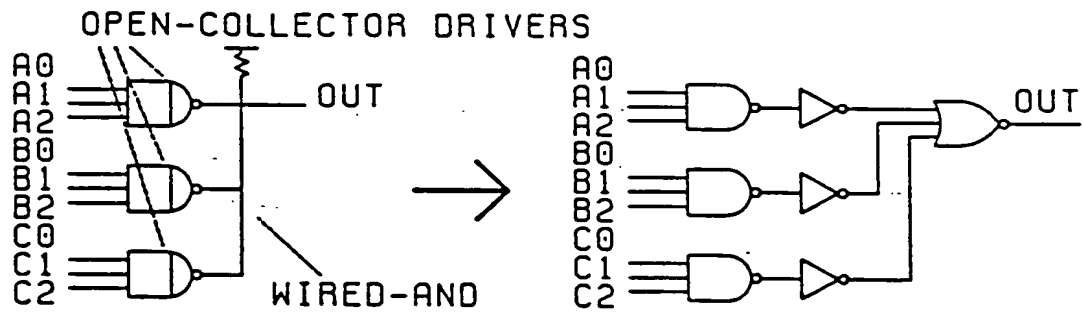 OPEN-COLLECTOR DRIVERS
A0
A1
A2
OUT
B0
B1
B2
C0
C1
C2
WIRED-AND
A0
A1
A2
OUT
B0
B1
B2
C0
C1
C2